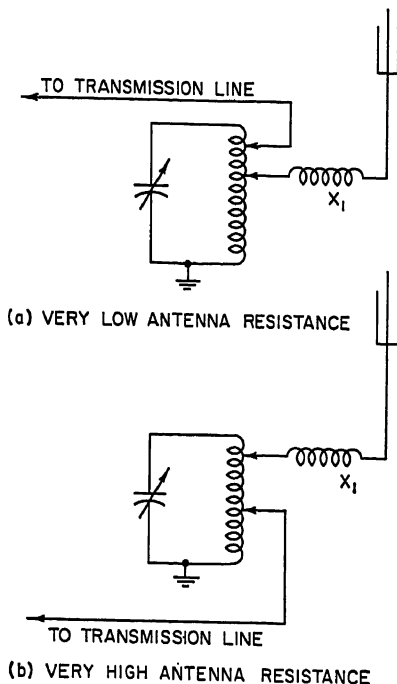 TO TRANSMISSION LINE
X₁
(a) VERY LOW ANTENNA RESISTANCE
X₁
TO TRANSMISSION LINE
(b) VERY HIGH ANTENNA RESISTANCE